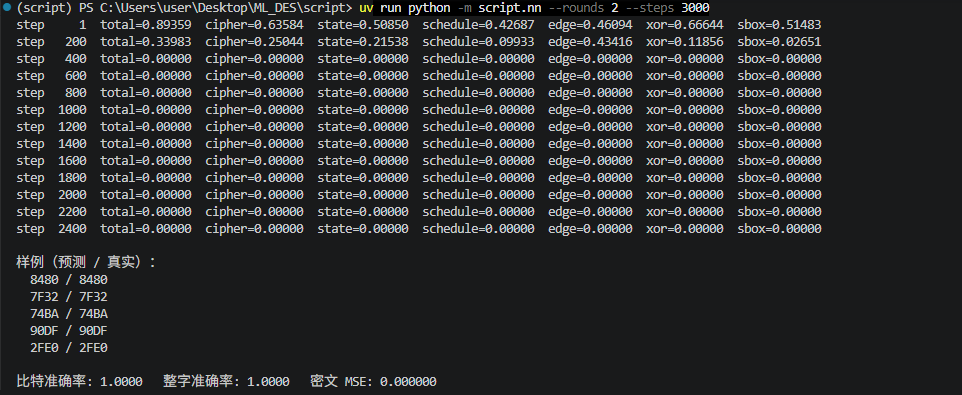 (script) PS C:\Users\user\Desktop\ML_DES\script> uv run python -m script.nn --rounds 2 --steps 3000
step     1  total=0.89359  cipher=0.63584  state=0.50850  schedule=0.42687  edge=0.46094  xor=0.66644  sbox=0.51483
step   200  total=0.33983  cipher=0.25044  state=0.21538  schedule=0.09933  edge=0.43416  xor=0.11856  sbox=0.02651
step   400  total=0.00000  cipher=0.00000  state=0.00000  schedule=0.00000  edge=0.00000  xor=0.00000  sbox=0.00000
step   600  total=0.00000  cipher=0.00000  state=0.00000  schedule=0.00000  edge=0.00000  xor=0.00000  sbox=0.00000
step   800  total=0.00000  cipher=0.00000  state=0.00000  schedule=0.00000  edge=0.00000  xor=0.00000  sbox=0.00000
step  1000  total=0.00000  cipher=0.00000  state=0.00000  schedule=0.00000  edge=0.00000  xor=0.00000  sbox=0.00000
step  1200  total=0.00000  cipher=0.00000  state=0.00000  schedule=0.00000  edge=0.00000  xor=0.00000  sbox=0.00000
step  1400  total=0.00000  cipher=0.00000  state=0.00000  schedule=0.00000  edge=0.00000  xor=0.00000  sbox=0.00000
step  1600  total=0.00000  cipher=0.00000  state=0.00000  schedule=0.00000  edge=0.00000  xor=0.00000  sbox=0.00000
step  1800  total=0.00000  cipher=0.00000  state=0.00000  schedule=0.00000  edge=0.00000  xor=0.00000  sbox=0.00000
step  2000  total=0.00000  cipher=0.00000  state=0.00000  schedule=0.00000  edge=0.00000  xor=0.00000  sbox=0.00000
step  2200  total=0.00000  cipher=0.00000  state=0.00000  schedule=0.00000  edge=0.00000  xor=0.00000  sbox=0.00000
step  2400  total=0.00000  cipher=0.00000  state=0.00000  schedule=0.00000  edge=0.00000  xor=0.00000  sbox=0.00000
样例（预测 / 真实）：
8480 / 8480
7F32 / 7F32
74BA / 74BA
90DF / 90DF
2FE0 / 2FE0
比特准确率: 1.0000   整字准确率: 1.0000   密文 MSE: 0.000000